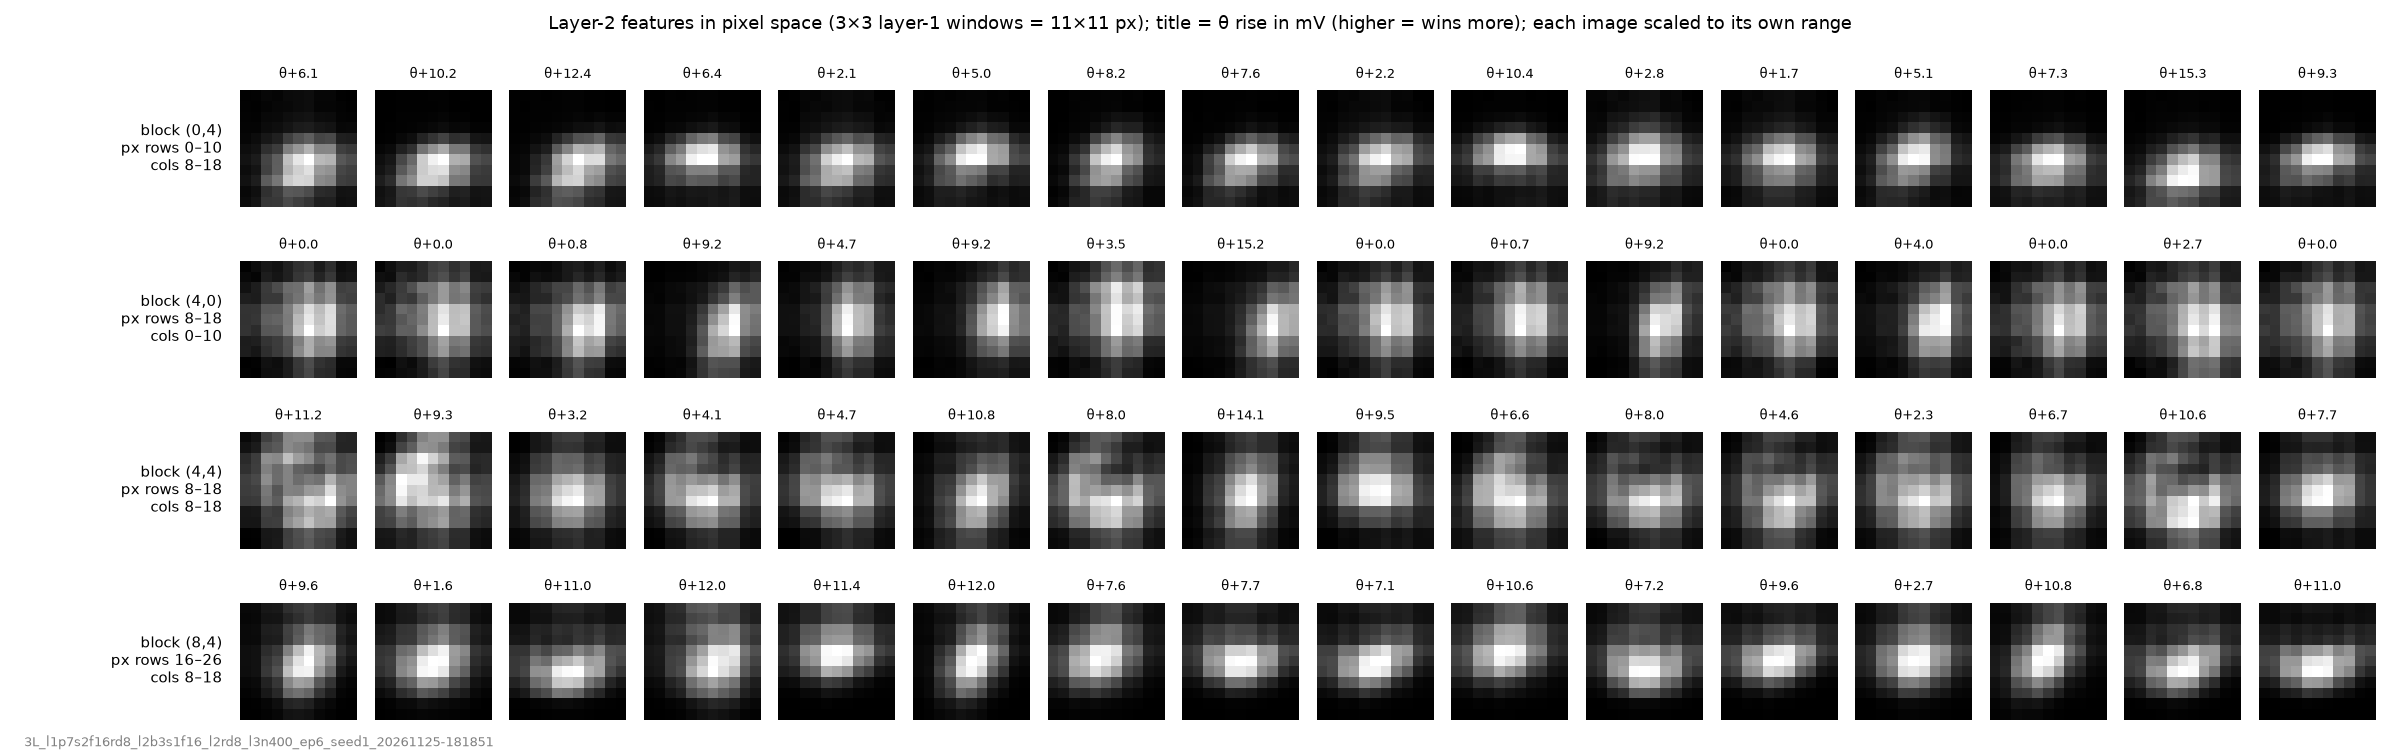 Layer-2 features in pixel space (3×3 layer-1 windows = 11×11 px); title = θ rise in mV (higher = wins more); each image scaled to its own range
θ+6.1 θ+10.2 θ+12.4 θ+6.4 θ+2.1 θ+5.0 θ+8.2 θ+7.6 θ+2.2 θ+10.4 θ+2.8 θ+1.7 θ+5.1 θ+7.3 θ+15.3 θ+9.3
block (0,4)
px rows 0–10
cols 8–18
θ+0.0 θ+0.0 θ+0.8 θ+9.2 θ+4.7 θ+9.2 θ+3.5 θ+15.2 θ+0.0 θ+0.7 θ+9.2 θ+0.0 θ+4.0 θ+0.0 θ+2.7 θ+0.0
block (4,0)
px rows 8–18
cols 0–10
θ+11.2 θ+9.3 θ+3.2 θ+4.1 θ+4.7 θ+10.8 θ+8.0 θ+14.1 θ+9.5 θ+6.6 θ+8.0 θ+4.6 θ+2.3 θ+6.7 θ+10.6 θ+7.7
block (4,4)
px rows 8–18
cols 8–18
θ+9.6 θ+1.6 θ+11.0 θ+12.0 θ+11.4 θ+12.0 θ+7.6 θ+7.7 θ+7.1 θ+10.6 θ+7.2 θ+9.6 θ+2.7 θ+10.8 θ+6.8 θ+11.0
block (8,4)
px rows 16–26
cols 8–18
3L_l1p7s2f16rd8_l2b3s1f16_l2rd8_l3n400_ep6_seed1_20261125-181851